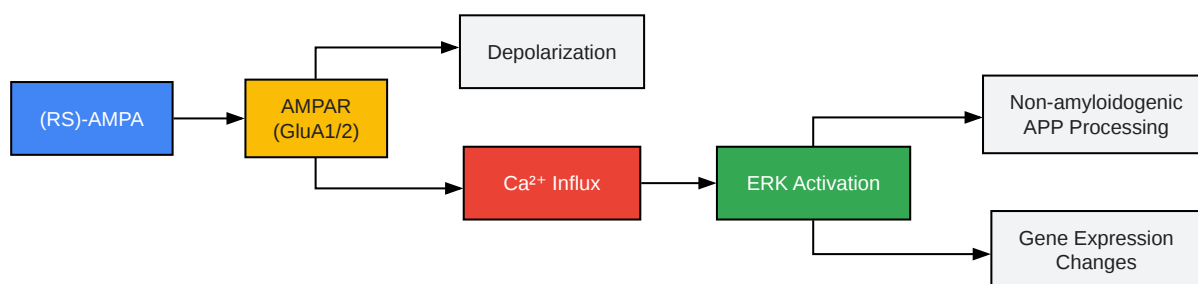 (RS)-AMPA
AMPAR
(GluA1/2)
Depolarization
Ca²⁺ Influx
ERK Activation
Non-amyloidogenic
APP Processing
Gene Expression
Changes